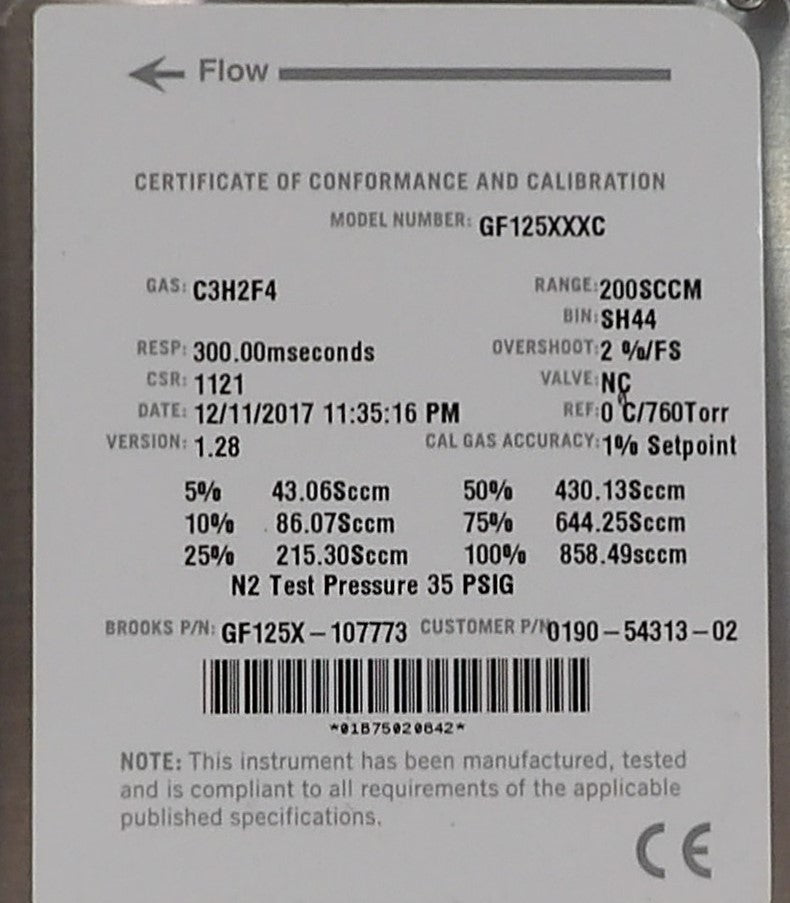 Flow
CERTIFICATE OF CONFORMANCE AND CALIBRATION
MODEL NUMBER: GF125XXXC
GAS: C3H2F4 RANGE: 200SCCM
BIN: SH44
RESP: 300.00mseconds OVERSHOOT: 2 %/FS
CSR: 1121 VALVE: NC
DATE: 12/11/2017 11:35:16 PM REF: 0 °C/760Torr
VERSION: 1.28 CAL GAS ACCURACY: 1% Setpoint
5% 43.06Sccm 50% 430.13Sccm
10% 86.07Sccm 75% 644.25Sccm
25% 215.30Sccm 100% 858.49sccm
N2 Test Pressure 35 PSIG
BROOKS P/N: GF125X-107773 CUSTOMER P/N 0190-54313-02
*01B75020842*
NOTE: This instrument has been manufactured, tested
and is compliant to all requirements of the applicable
published specifications.
CE